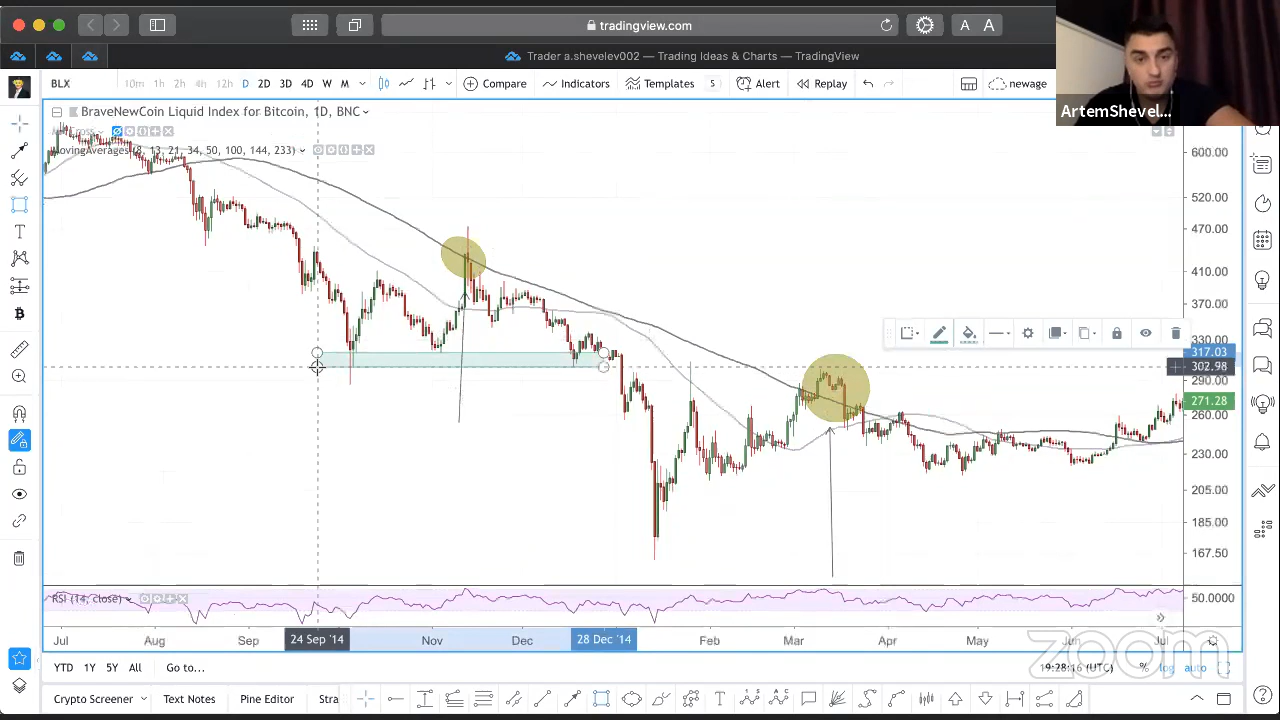 tradingview.com
A A
Trader a.shevelev002 — Trading Ideas & Charts — TradingView
ArtemShevel...
BLX 10m 1h 2h 4h 4h 12h D 2D 3D 4D W M Compare Indicators Templates 5 Alert Replay newage
BraveNewCoin Liquid Index for Bitcoin, 1D, BNC
MovingAverages (8, 13, 21, 34, 50, 100, 144, 233)
600.00
520.00
470.00
410.00
370.00
330.00
317.03
302.98
290.00
271.28
260.00
230.00
205.00
185.00
167.50
RSI (14, close)
50.0000
Jul Aug Sep 24 Sep '14 Nov Dec 28 Dec '14 Feb Mar Apr May Jun Jul
zoom
YTD 1Y 5Y All Go to... 19:28:16 (UTC) % log auto
Crypto Screener Text Notes Pine Editor Stra